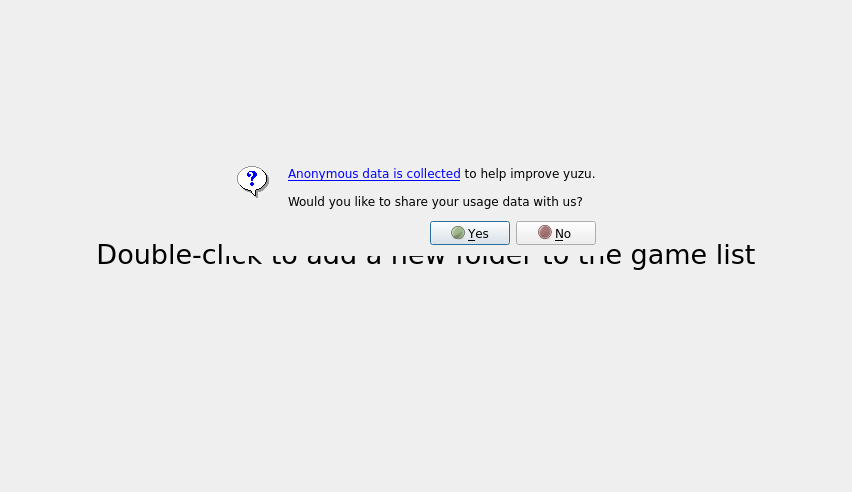 Anonymous data is collected to help improve yuzu.
Would you like to share your usage data with us?
Yes No
Double-click to add a new folder to the game list